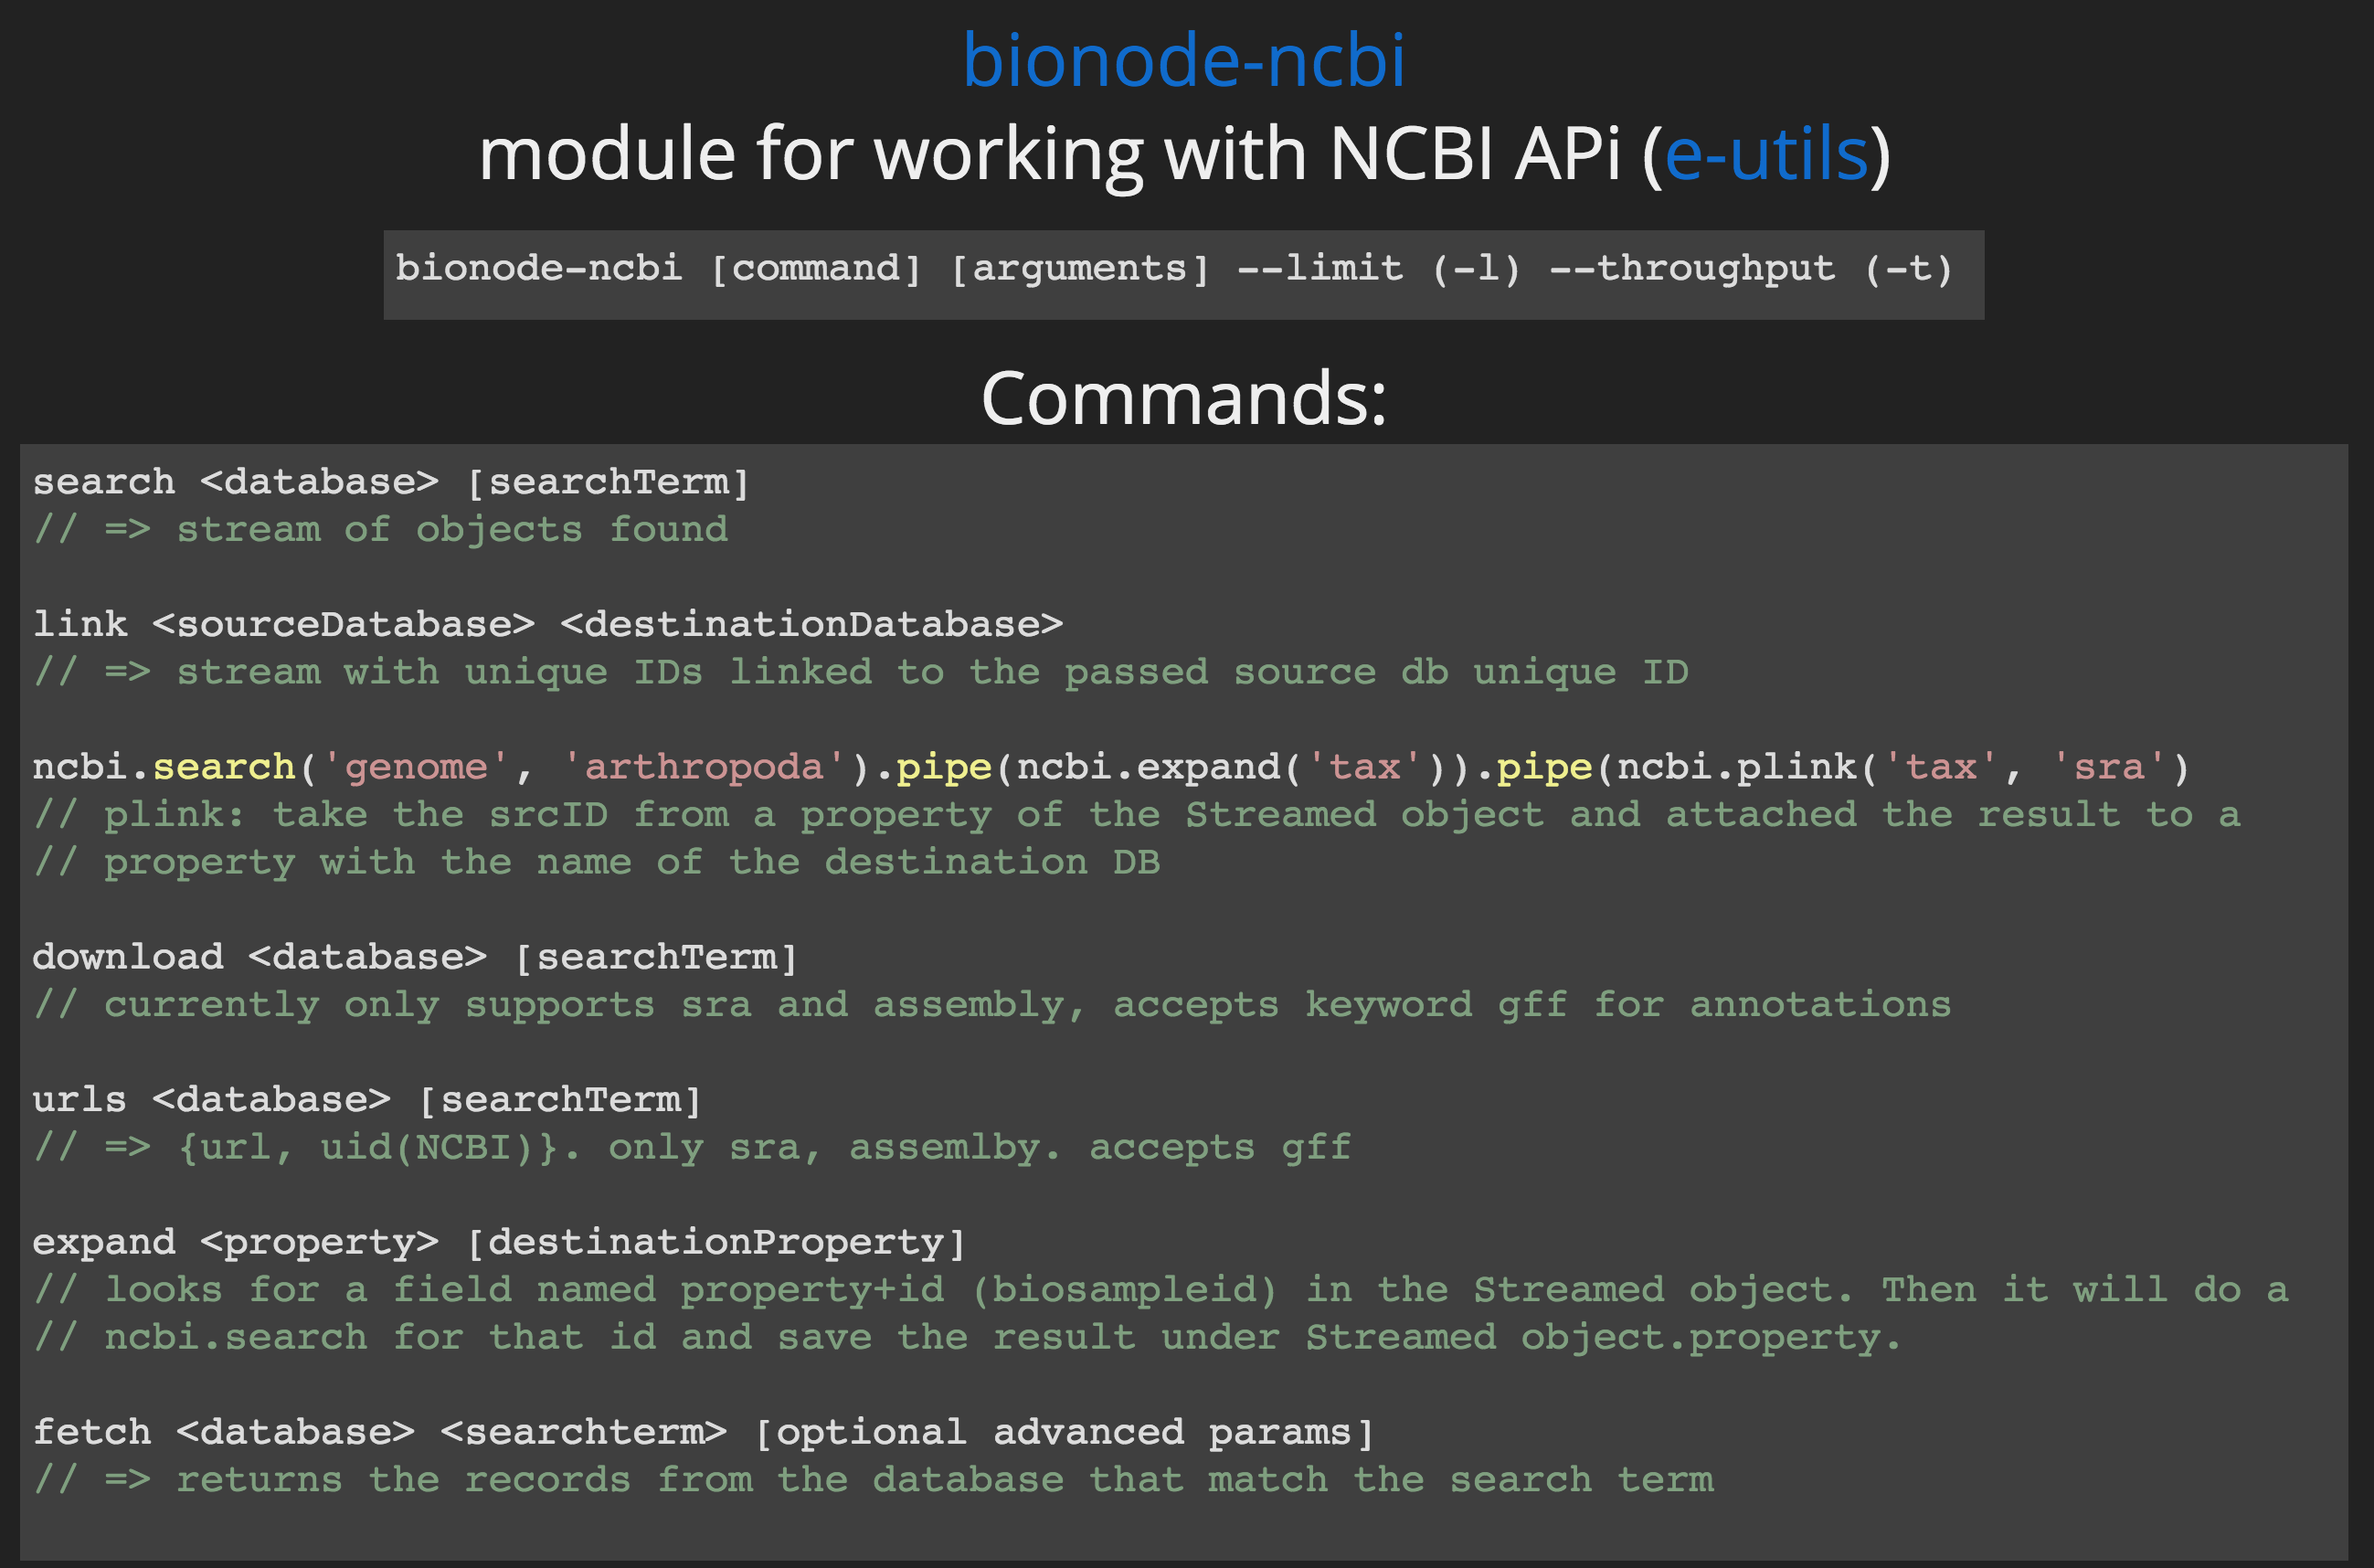 bionode-ncbi
module for working with NCBI APi (e-utils)
bionode-ncbi [command] [arguments] --limit (-l) --throughput (-t)
Commands:
search <database> [searchTerm]
// => stream of objects found
link <sourceDatabase> <destinationDatabase>
// => stream with unique IDs linked to the passed source db unique ID
ncbi.search('genome', 'arthropoda').pipe(ncbi.expand('tax')).pipe(ncbi.plink('tax', 'sra')
// plink: take the srcID from a property of the Streamed object and attached the result to a
// property with the name of the destination DB
download <database> [searchTerm]
// currently only supports sra and assembly, accepts keyword gff for annotations
urls <database> [searchTerm]
// => {url, uid(NCBI)}. only sra, assemlby. accepts gff
expand <property> [destinationProperty]
// looks for a field named property+id (biosampleid) in the Streamed object. Then it will do a
// ncbi.search for that id and save the result under Streamed object.property.
fetch <database> <searchterm> [optional advanced params]
// => returns the records from the database that match the search term